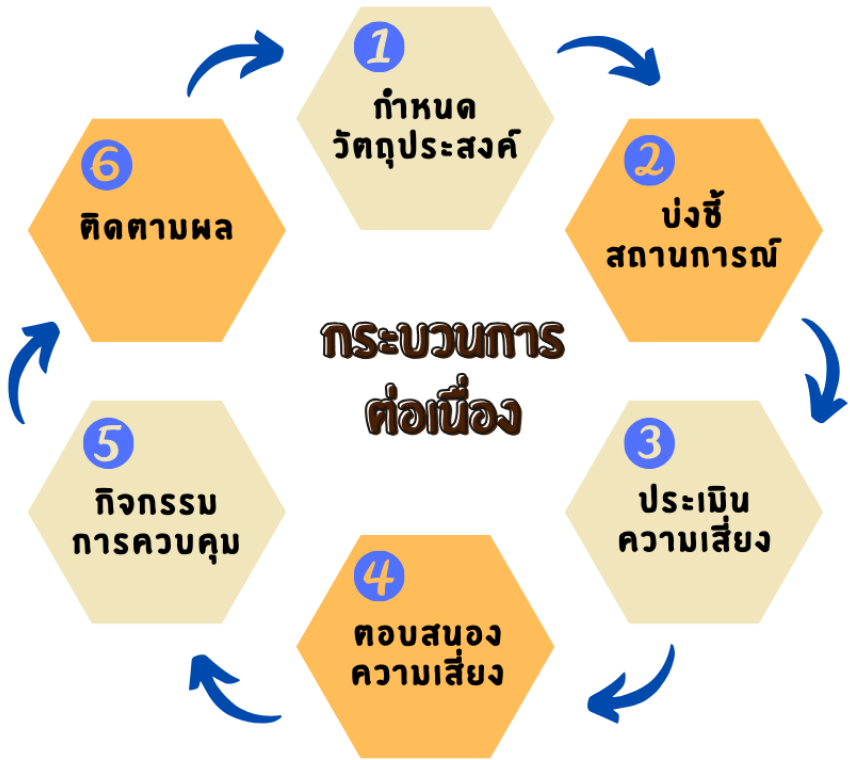 1
กำหนด
วัตถุประสงค์
2
บ่งชี้
สถานการณ์
3
ประเมิน
ความเสี่ยง
4
ตอบสนอง
ความเสี่ยง
5
กิจกรรม
การควบคุม
6
ติดตามผล
กระบวนการ
ต่อเนื่อง